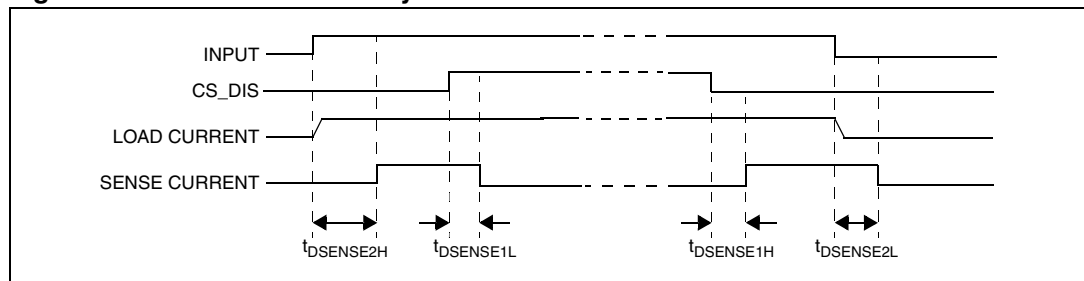 INPUT
CS_DIS
LOAD CURRENT
SENSE CURRENT
tDSENSE2H tDSENSE1L tDSENSE1H tDSENSE2L